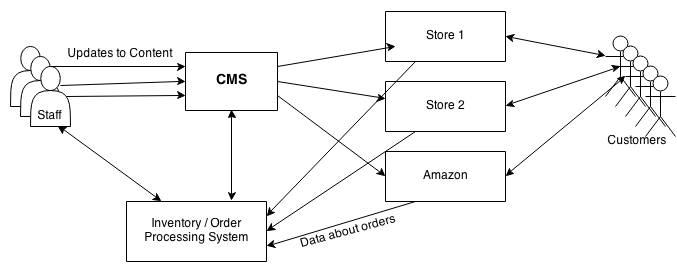 Updates to Content
Staff
CMS
Store 1
Store 2
Amazon
Customers
Inventory / Order
Processing System
Data about orders